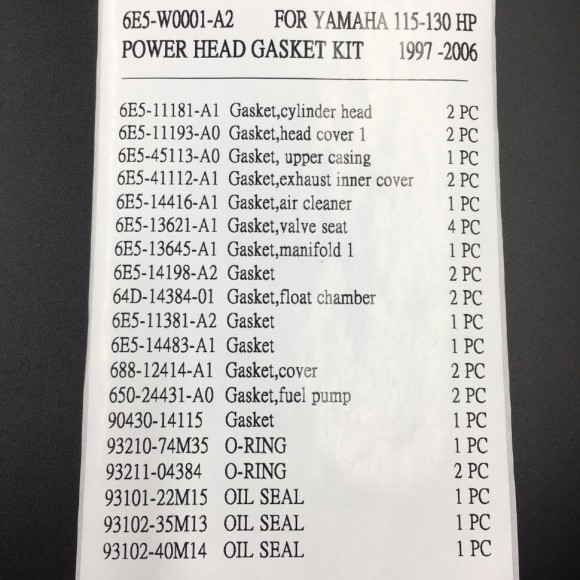 6E5-W0001-A2 FOR YAMAHA 115-130 HP
POWER HEAD GASKET KIT 1997 -2006
6E5-11181-A1 Gasket,cylinder head 2 PC
6E5-11193-A0 Gasket,head cover 1 2 PC
6E5-45113-A0 Gasket, upper casing 1 PC
6E5-41112-A1 Gasket,exhaust inner cover 2 PC
6E5-14416-A1 Gasket,air cleaner 1 PC
6E5-13621-A1 Gasket,valve seat 4 PC
6E5-13645-A1 Gasket,manifold 1 1 PC
6E5-14198-A2 Gasket 2 PC
64D-14384-01 Gasket,float chamber 2 PC
6E5-11381-A2 Gasket 1 PC
6E5-14483-A1 Gasket 1 PC
688-12414-A1 Gasket,cover 2 PC
650-24431-A0 Gasket,fuel pump 2 PC
90430-14115 Gasket 1 PC
93210-74M35 O-RING 1 PC
93211-04384 O-RING 2 PC
93101-22M15 OIL SEAL 1 PC
93102-35M13 OIL SEAL 1 PC
93102-40M14 OIL SEAL 1 PC